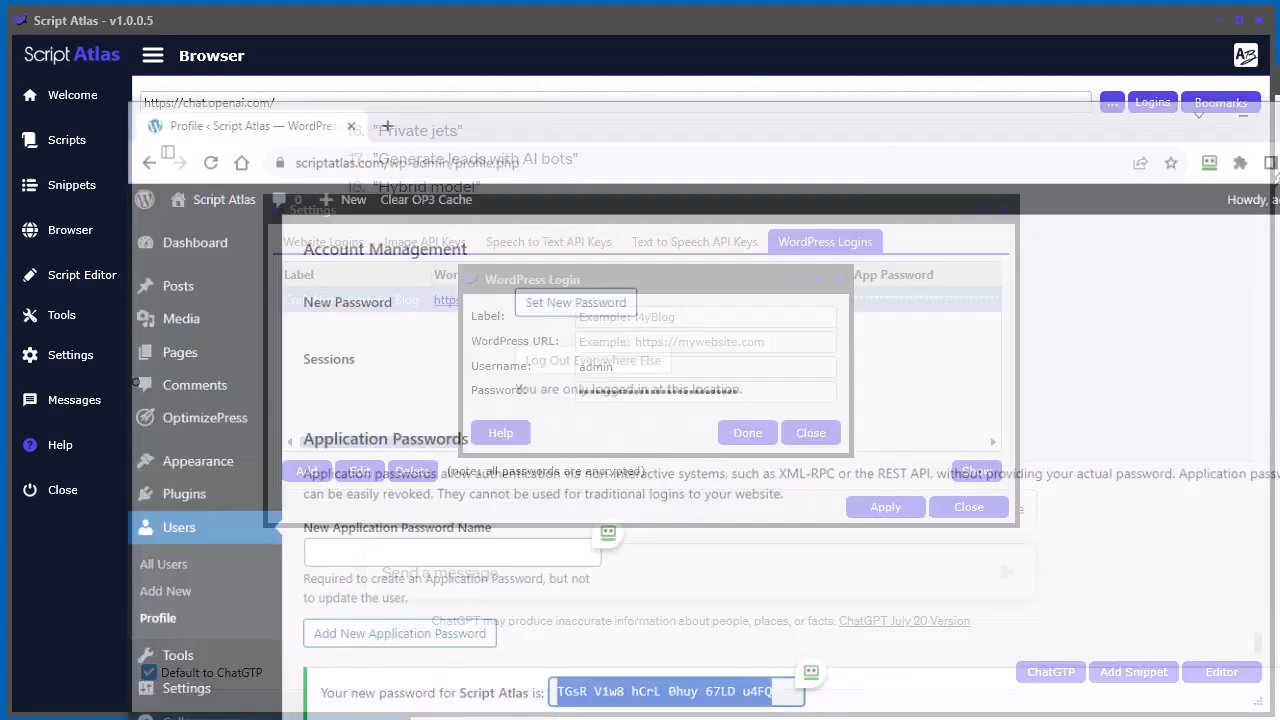 Script Atlas - v1.0.0.5
Script Atlas
Browser
Welcome
Scripts
Snippets
Browser
Script Editor
Tools
Settings
Messages
Help
Close
https://chat.openai.com/
...
Logins
Boomarks
Profile ‹ Script Atlas — WordPres
16. "Private jets"
17. "Generate leads with AI bots"
18. "Hybrid model"
scriptatlas.com/wp-admin/profile.php
Script Atlas
0
New
Clear OP3 Cache
Howdy,
Dashboard
Posts
Media
Pages
Comments
OptimizePress
Appearance
Plugins
Users
All Users
Add New
Profile
Tools
Settings
Settings
Website Logins
Image API Keys
Speech to Text API Keys
Text to Speech API Keys
WordPress Logins
Account Management
Label
App Password
New Password
Blog
Set New Password
WordPress Login
Label:
Example: MyBlog
WordPress URL:
Example: https://mywebsite.com
Sessions
Log Out Everywhere Else
Username:
admin
You are only logged in at this location.
Password:
Help
Done
Close
Application Passwords
Add
Edit
Delete
(note: all passwords are encrypted)
Show
Application passwords allow authentication via non-interactive systems, such as XML-RPC or the REST API, without providing your actual password. Application pass
can be easily revoked. They cannot be used for traditional logins to your website.
Apply
Close
New Application Password Name
Send a message
Required to create an Application Password, but not
to update the user.
ChatGPT may produce inaccurate information about people, places, or facts. ChatGPT July 20 Version
Add New Application Password
Default to ChatGTP
ChatGTP
Add Snippet
Editor
Your new password for Script Atlas is:
TGsR V1w8 hCrL 0huy 67LD u4FQ